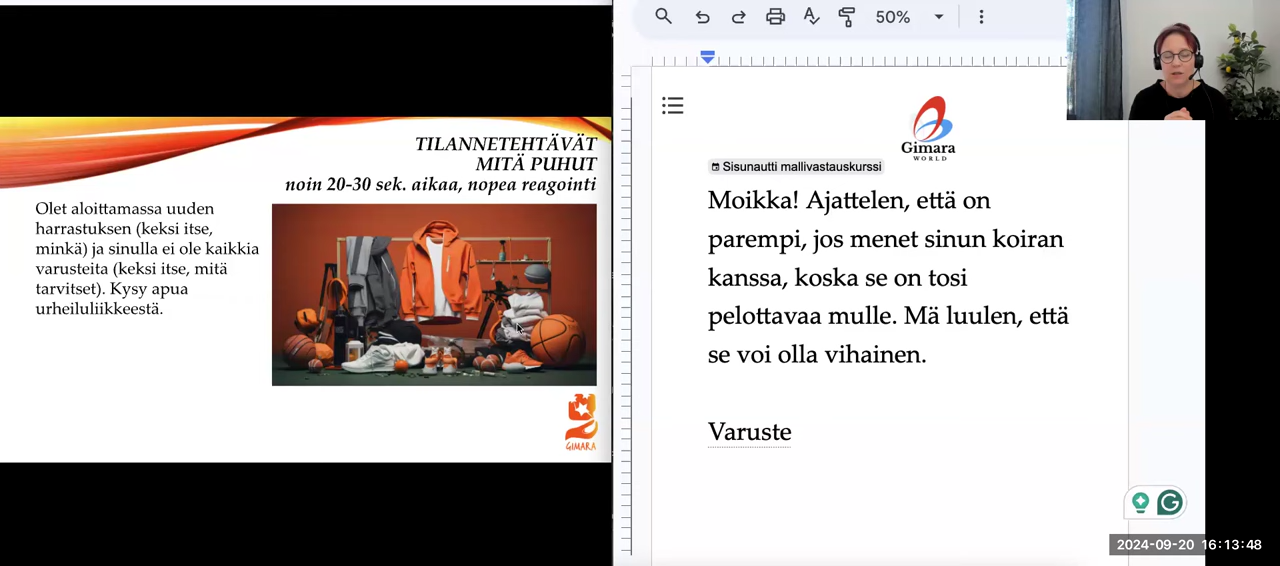 TILANNETEHTÄVÄT
MITÄ PUHUT
noin 20-30 sek. aikaa, nopea reagointi
Olet aloittamassa uuden
harrastuksen (keksi itse,
minkä) ja sinulla ei ole kaikkia
varusteita (keksi itse, mitä
tarvitset). Kysy apua
urheiluliikkeestä.
GIMARA
50%
Gimara
WORLD
Sisunautti mallivastauskurssi
Moikka! Ajattelen, että on
parempi, jos menet sinun koiran
kanssa, koska se on tosi
pelottavaa mulle. Mä luulen, että
se voi olla vihainen.
Varuste
2024-09-20 16:13:48